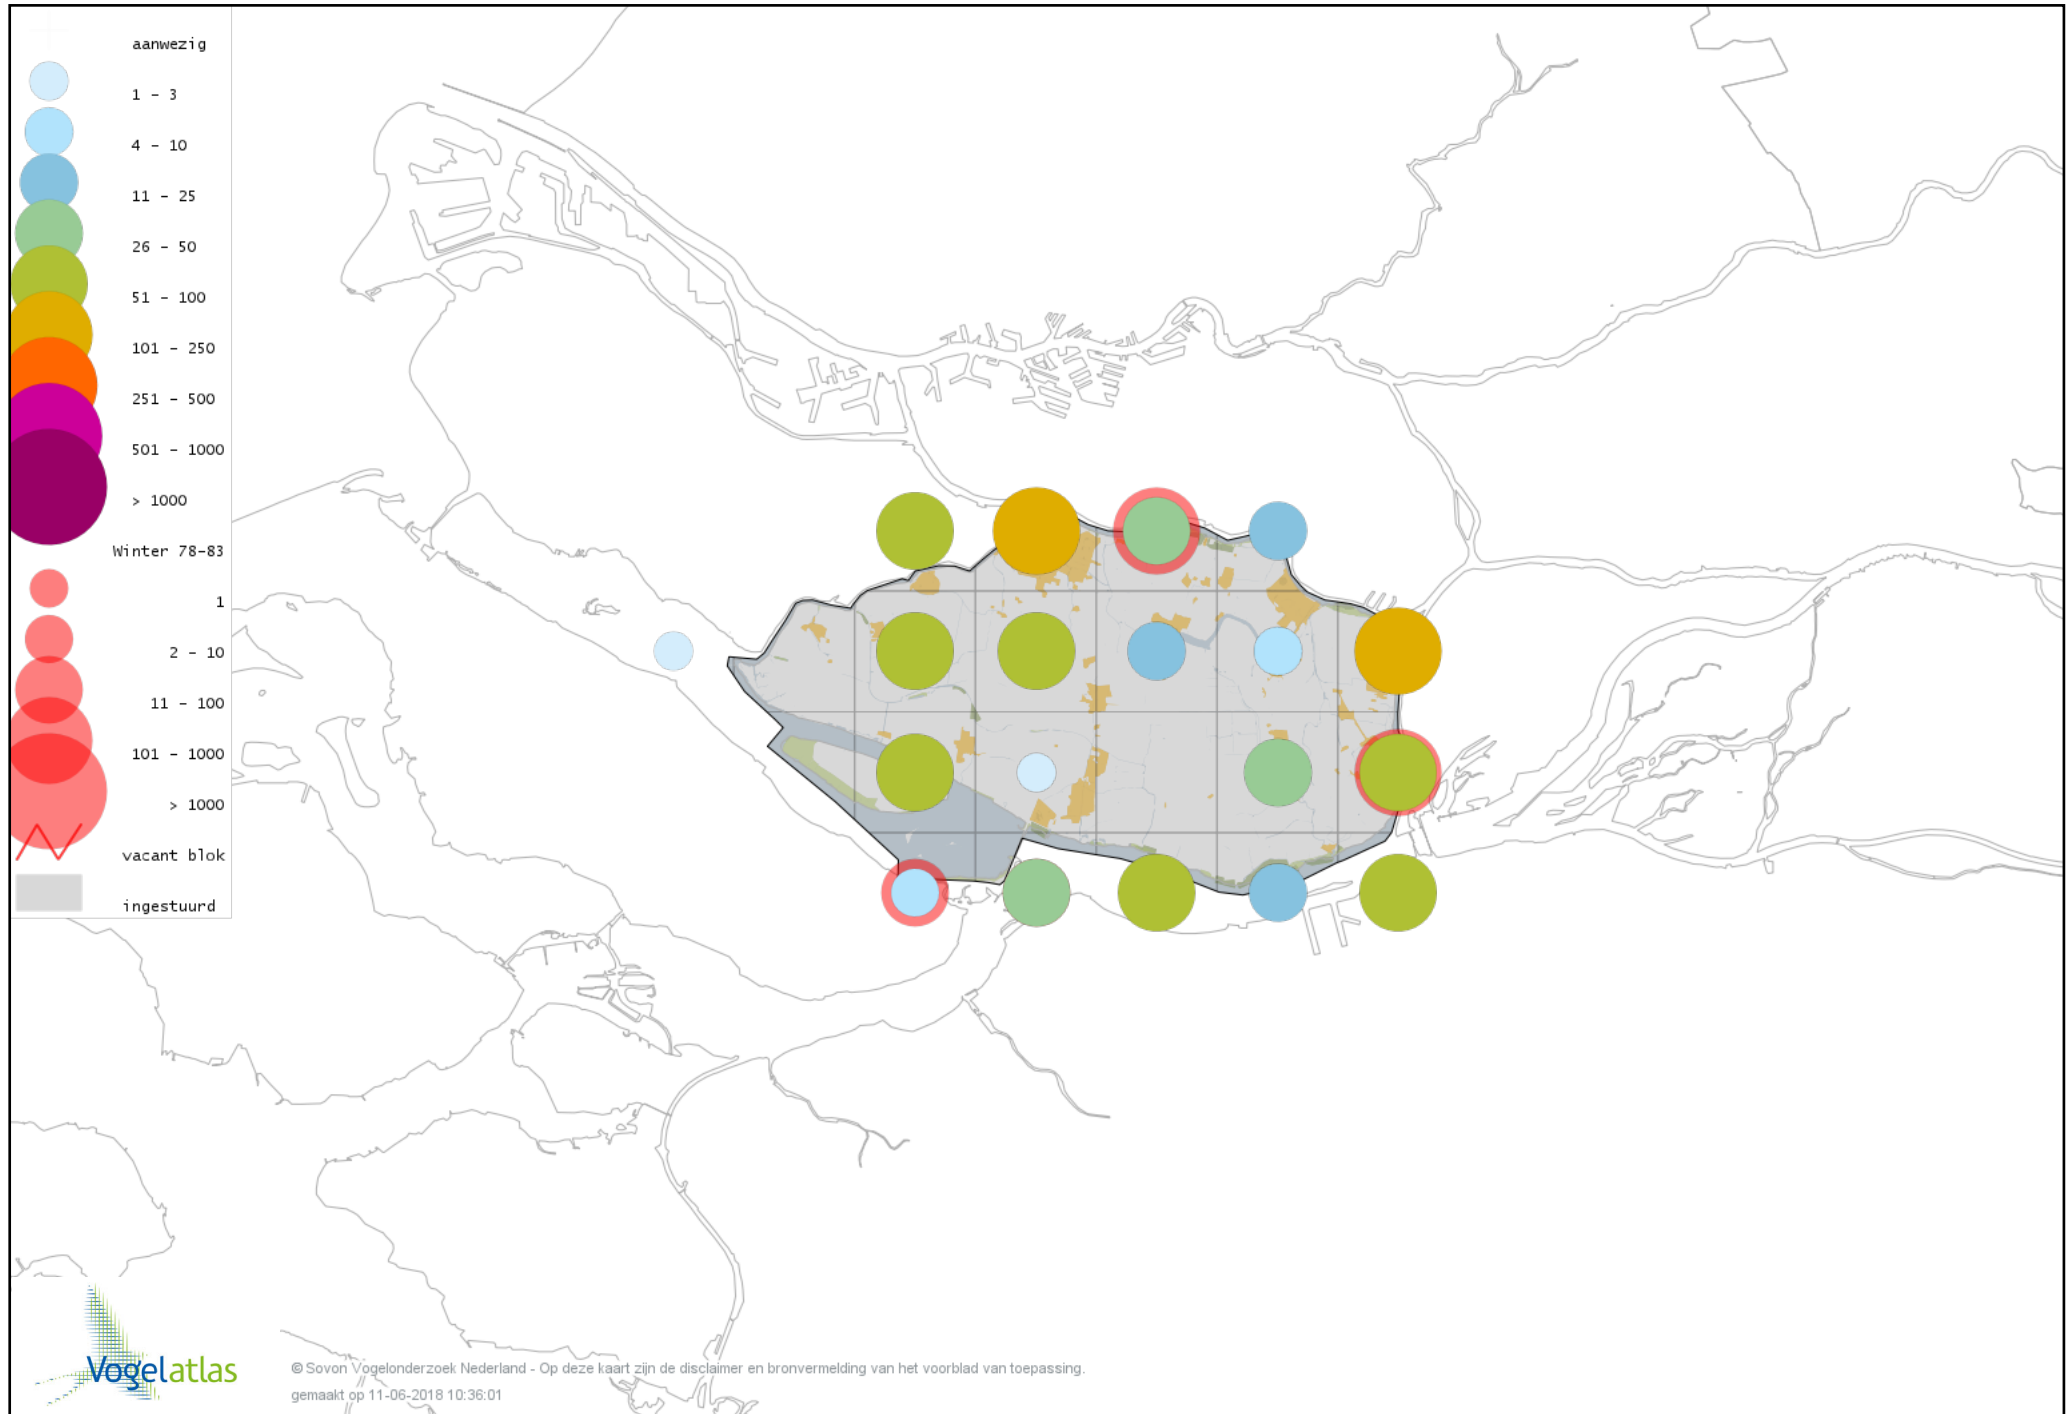 aanwezig
1 - 3
4 - 10
11 - 25
26 - 50
51 - 100
101 - 250
251 - 500
501 - 1000
> 1000
Winter 78-83
1
2 - 10
11 - 100
101 - 1000
> 1000
vacant blok
ingestuurd
Vogelatlas
© Sovon Vogelonderzoek Nederland - Op deze kaart zijn de disclaimer en bronvermelding van het voorblad van toepassing.
gemaakt op 11-06-2018 10:36:01